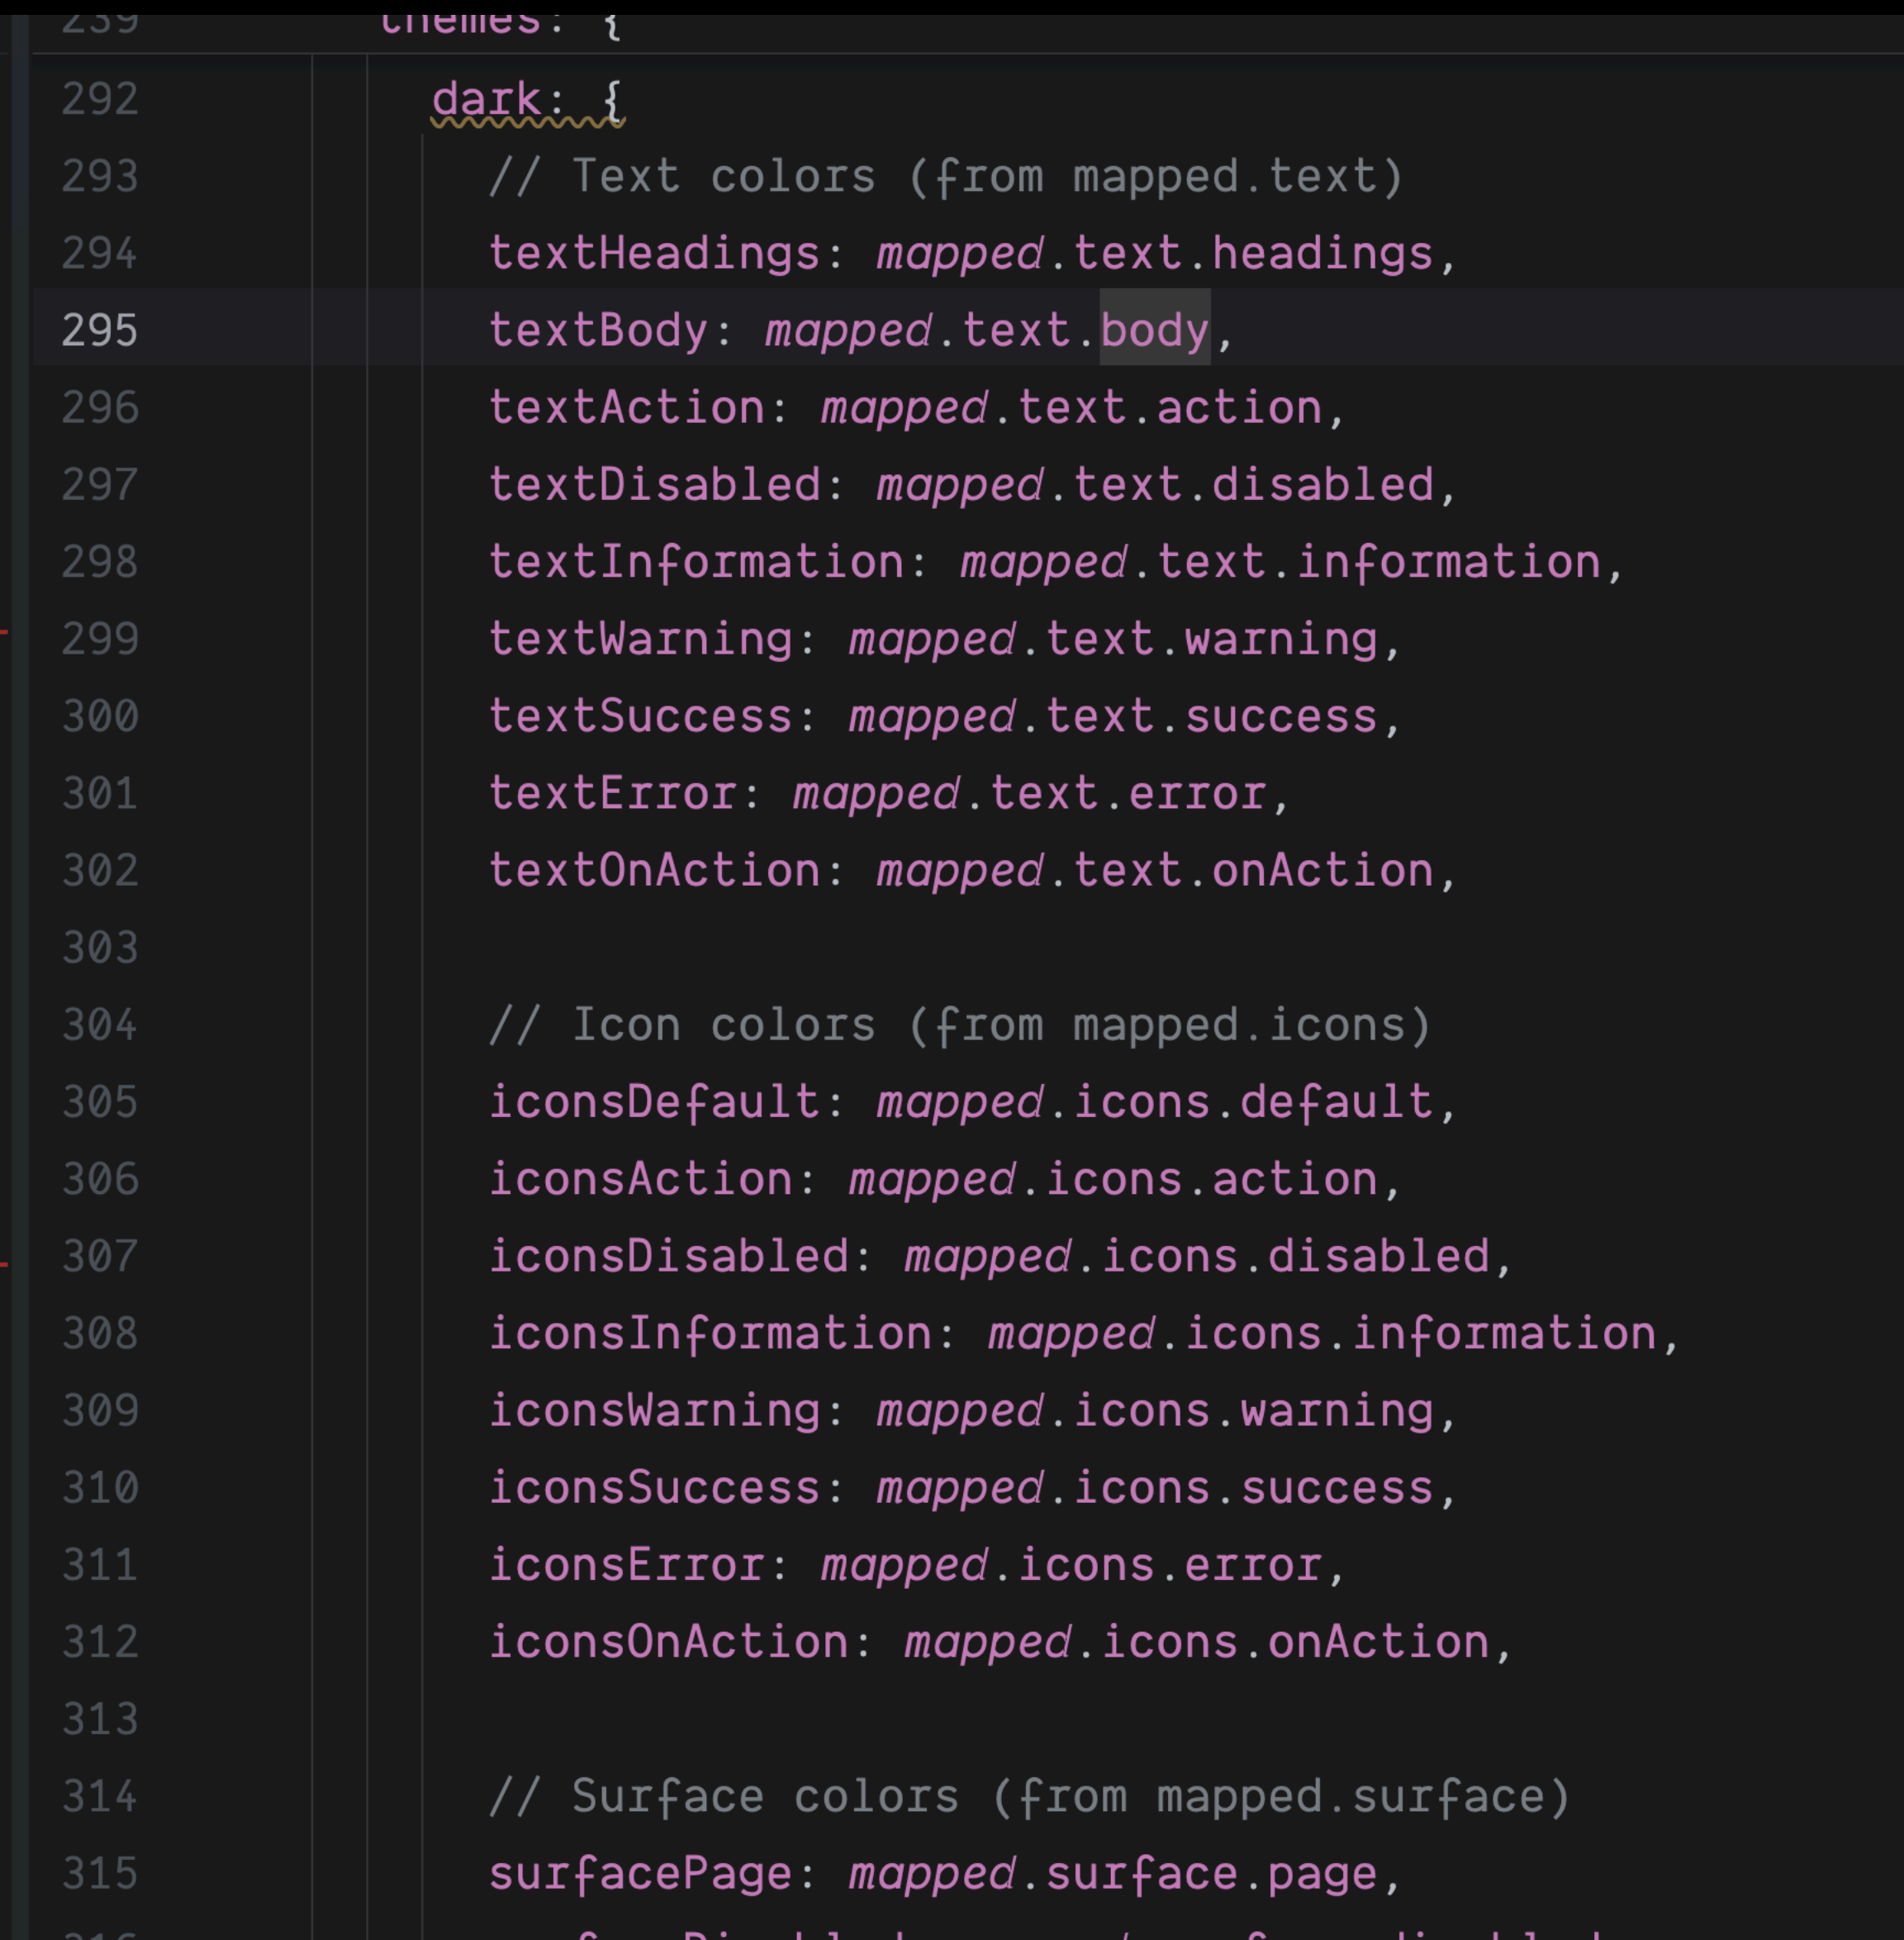 239 themes: {
292 dark: {
293 // Text colors (from mapped.text)
294 textHeadings: mapped.text.headings,
295 textBody: mapped.text.body,
296 textAction: mapped.text.action,
297 textDisabled: mapped.text.disabled,
298 textInformation: mapped.text.information,
299 textWarning: mapped.text.warning,
300 textSuccess: mapped.text.success,
301 textError: mapped.text.error,
302 textOnAction: mapped.text.onAction,
303
304 // Icon colors (from mapped.icons)
305 iconsDefault: mapped.icons.default,
306 iconsAction: mapped.icons.action,
307 iconsDisabled: mapped.icons.disabled,
308 iconsInformation: mapped.icons.information,
309 iconsWarning: mapped.icons.warning,
310 iconsSuccess: mapped.icons.success,
311 iconsError: mapped.icons.error,
312 iconsOnAction: mapped.icons.onAction,
313
314 // Surface colors (from mapped.surface)
315 surfacePage: mapped.surface.page,